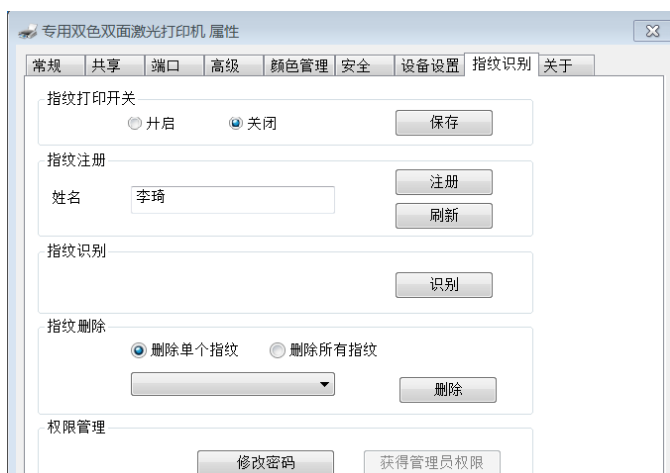 专用双色双面激光打印机 属性
常规 共享 端口 高级 颜色管理 安全 设备设置 指纹识别 关于
指纹打印开关
开启 关闭 保存
指纹注册
注册
姓名 李琦
刷新
指纹识别
识别
指纹删除
删除单个指纹 删除所有指纹
删除
权限管理
修改密码 获得管理员权限